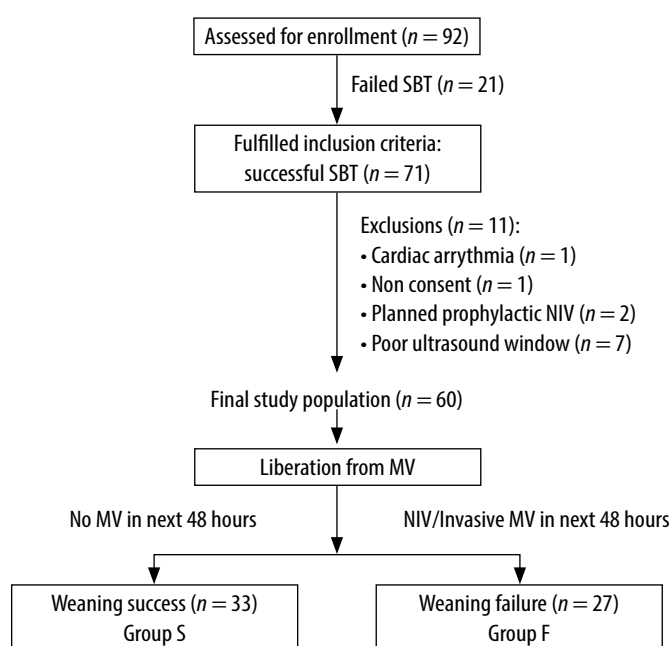 Assessed for enrollment (n = 92)
Failed SBT (n = 21)
Fulfilled inclusion criteria:
successful SBT (n = 71)
Exclusions (n = 11):
• Cardiac arrythmia (n = 1)
• Non consent (n = 1)
• Planned prophylactic NIV (n = 2)
• Poor ultrasound window (n = 7)
Final study population (n = 60)
Liberation from MV
No MV in next 48 hours
NIV/Invasive MV in next 48 hours
Weaning success (n = 33)
Group S
Weaning failure (n = 27)
Group F